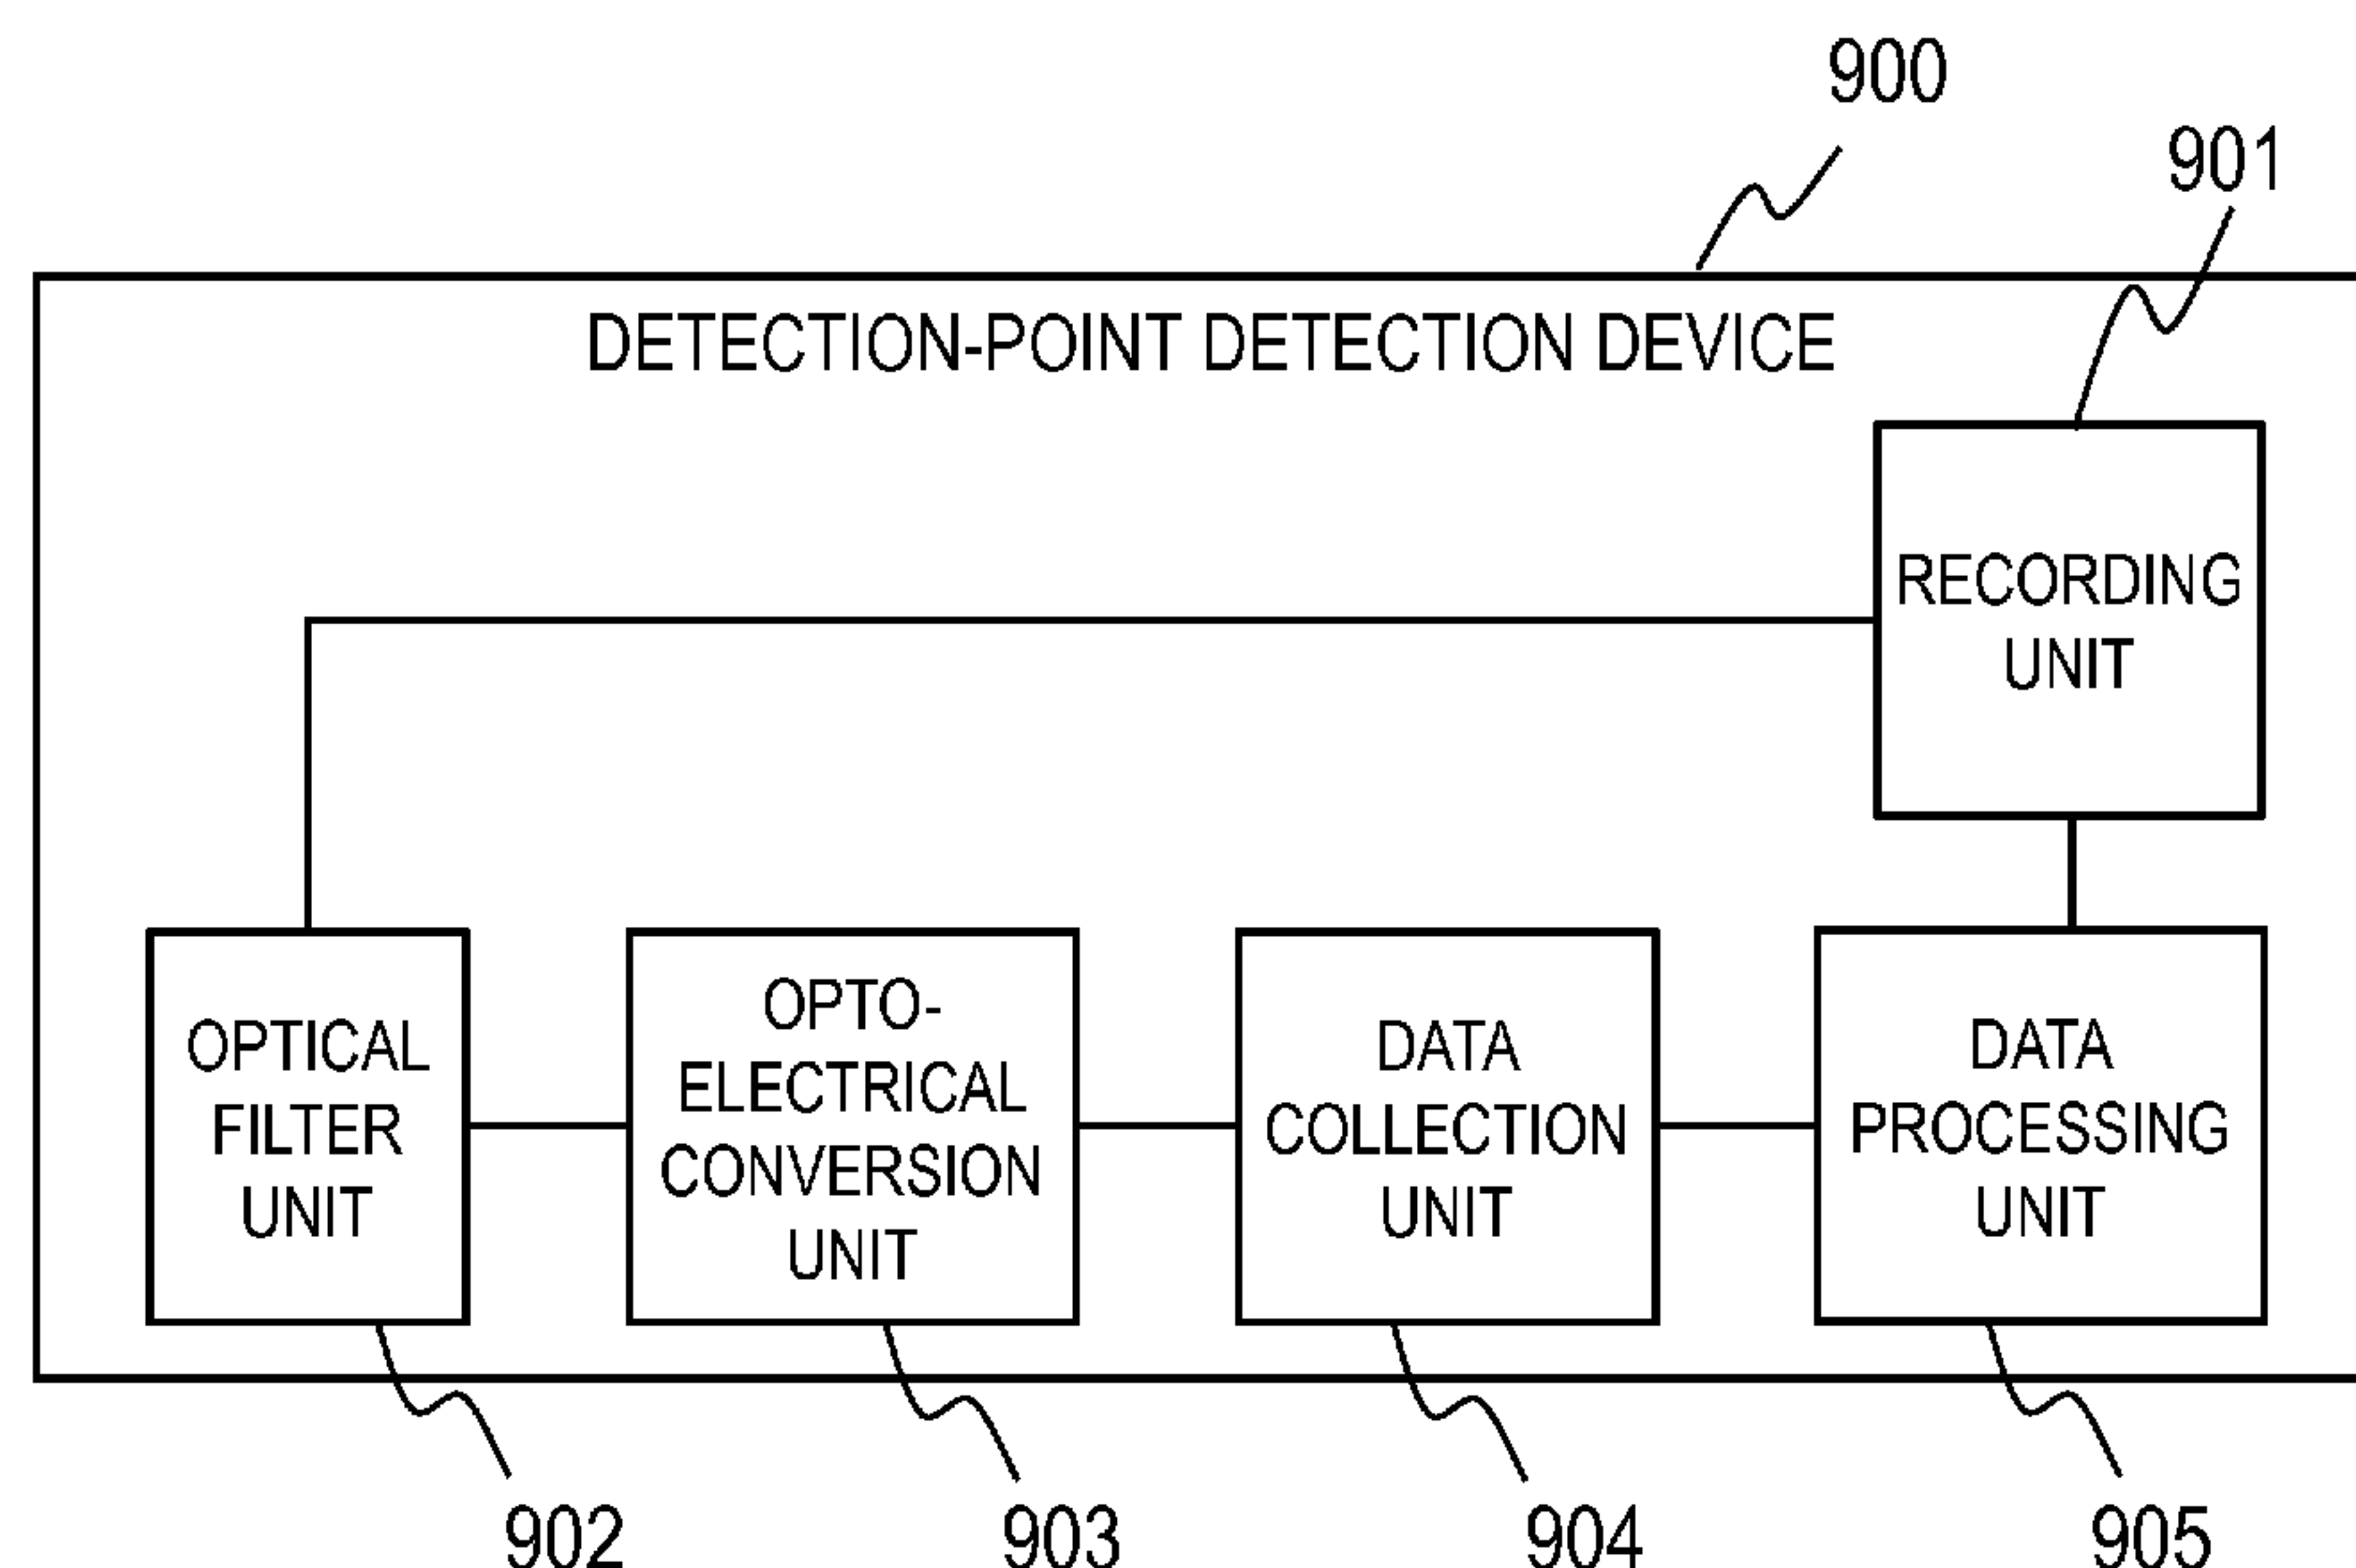 900
901
DETECTION-POINT DETECTION DEVICE
RECORDING
UNIT
OPTICAL
FILTER
UNIT
OPTO-
ELECTRICAL
CONVERSION
UNIT
DATA
COLLECTION
UNIT
DATA
PROCESSING
UNIT
902
903
904
905